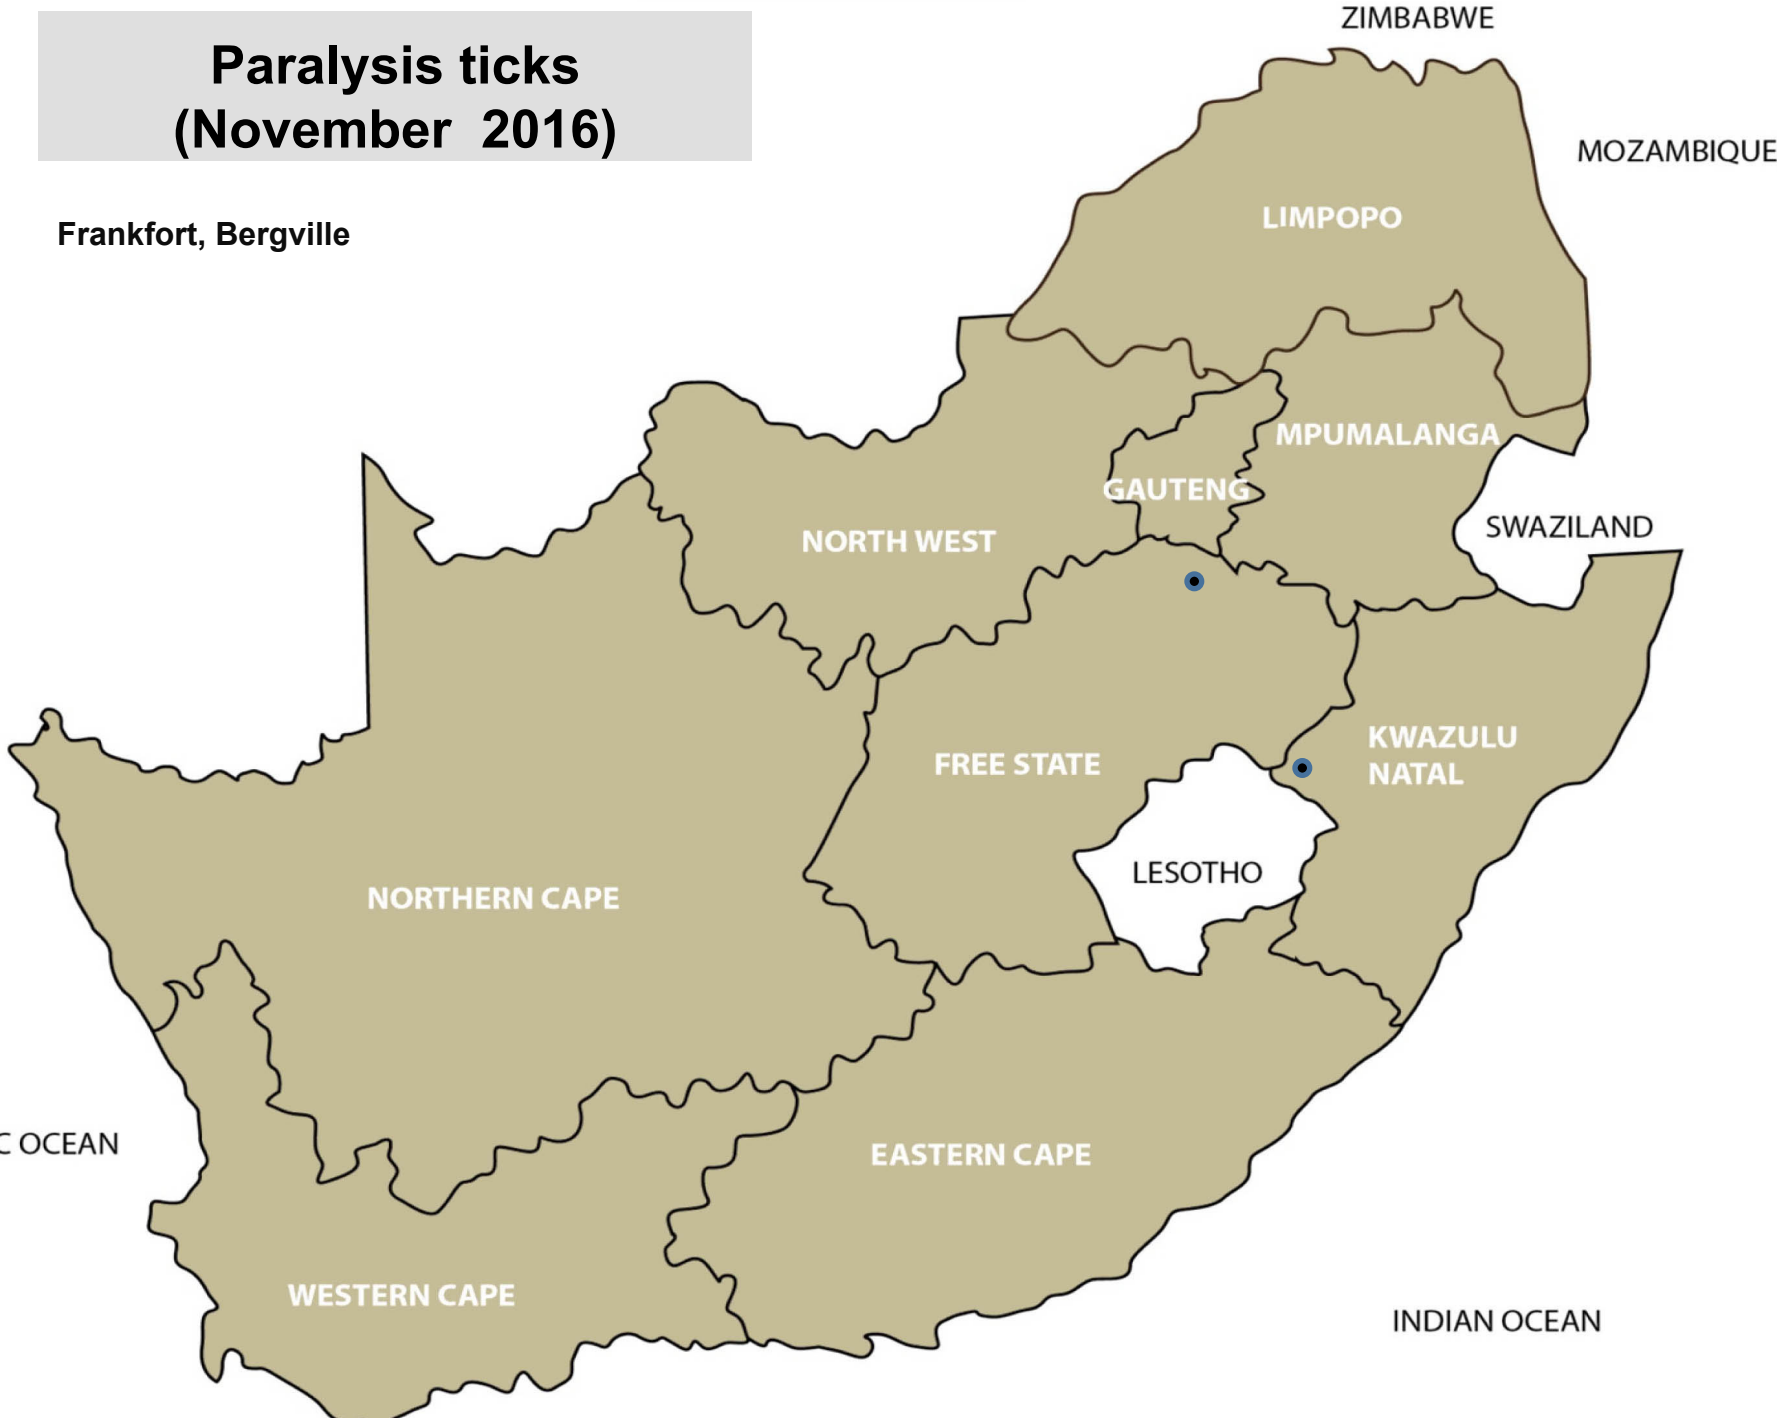 Paralysis ticks
(November 2016)
Frankfort, Bergville
ZIMBABWE
MOZAMBIQUE
LIMPOPO
MPUMALANGA
GAUTENG
SWAZILAND
NORTH WEST
KWAZULU
NATAL
FREE STATE
LESOTHO
NORTHERN CAPE
C OCEAN
EASTERN CAPE
WESTERN CAPE
INDIAN OCEAN